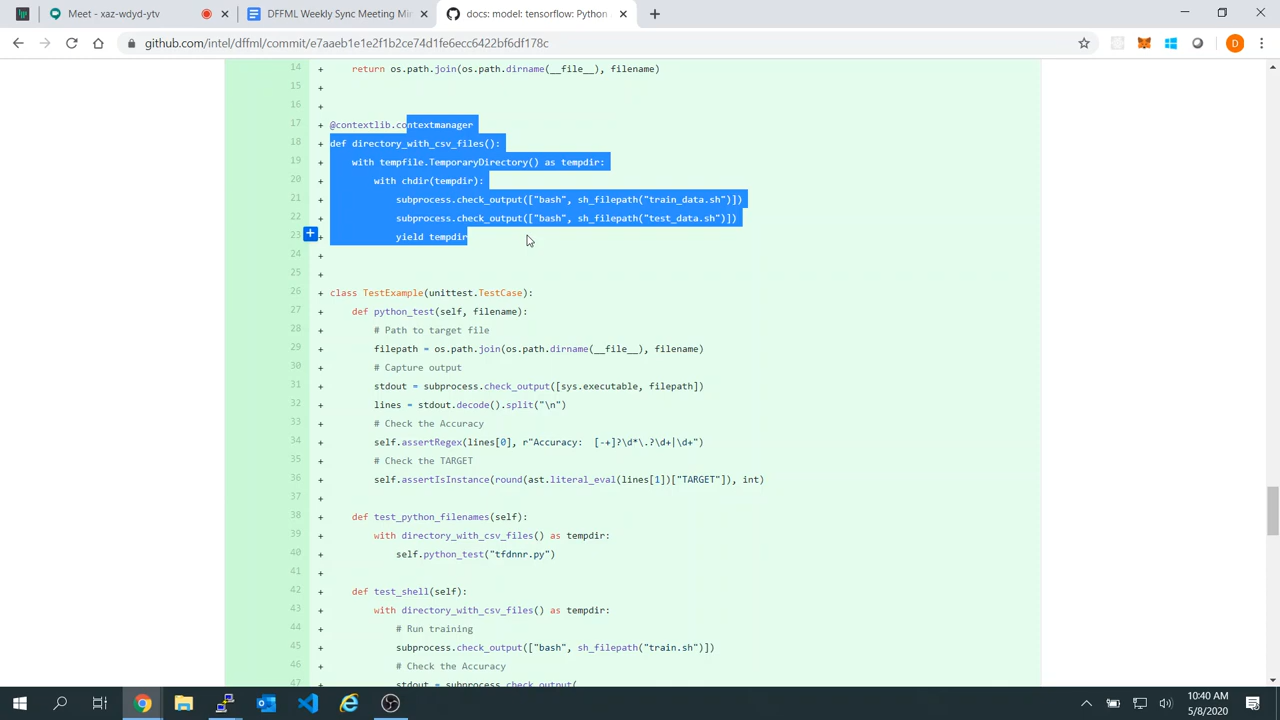 Meet - xaz-wdyd-ytv
DFFML Weekly Sync Meeting Mi
docs: model: tensorflow: Python
github.com/intel/dffml/commit/e7aaeb1e1e2f1b2ce74d1fe6ecc6422bf6df178c
14 + return os.path.join(os.path.dirname(__file__), filename)
15 +
16 +
17 + @contextlib.contextmanager
18 + def directory_with_csv_files():
19 + with tempfile.TemporaryDirectory() as tempdir:
20 + with chdir(tempdir):
21 + subprocess.check_output(["bash", sh_filepath("train_data.sh")])
22 + subprocess.check_output(["bash", sh_filepath("test_data.sh")])
23 + yield tempdir
24 +
25 +
26 + class TestExample(unittest.TestCase):
27 + def python_test(self, filename):
28 + # Path to target file
29 + filepath = os.path.join(os.path.dirname(__file__), filename)
30 + # Capture output
31 + stdout = subprocess.check_output([sys.executable, filepath])
32 + lines = stdout.decode().split("\n")
33 + # Check the Accuracy
34 + self.assertRegex(lines[0], r"Accuracy:  [-+]?\d*\.?\d+|\d+")
35 + # Check the TARGET
36 + self.assertIsInstance(round(ast.literal_eval(lines[1])["TARGET"]), int)
37 +
38 + def test_python_filenames(self):
39 + with directory_with_csv_files() as tempdir:
40 + self.python_test("tfdnnr.py")
41 +
42 + def test_shell(self):
43 + with directory_with_csv_files() as tempdir:
44 + # Run training
45 + subprocess.check_output(["bash", sh_filepath("train.sh")])
46 + # Check the Accuracy
47 stdout = subprocess.check_output(
D
10:40 AM
5/8/2020